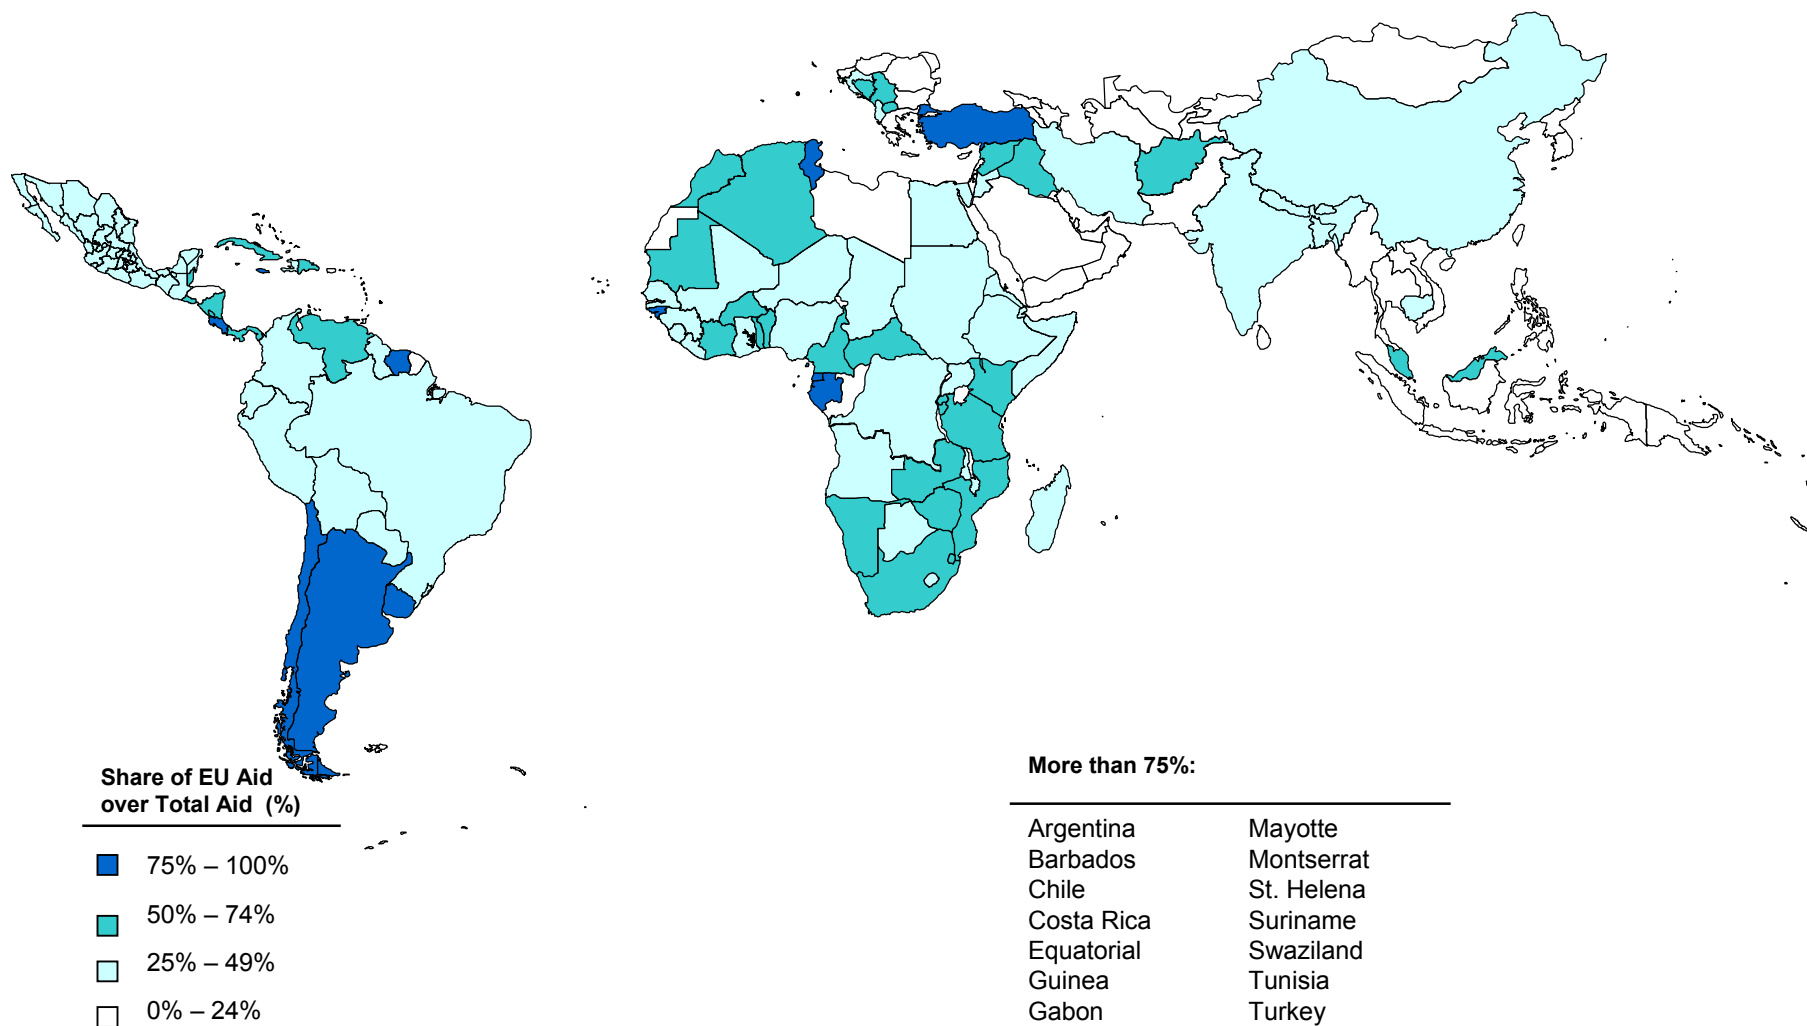 Share of EU Aid
over Total Aid (%)
75% – 100%
50% – 74%
25% – 49%
0% – 24%
More than 75%:
Argentina
Barbados
Chile
Costa Rica
Equatorial
Guinea
Gabon
Mayotte
Montserrat
St. Helena
Suriname
Swaziland
Tunisia
Turkey